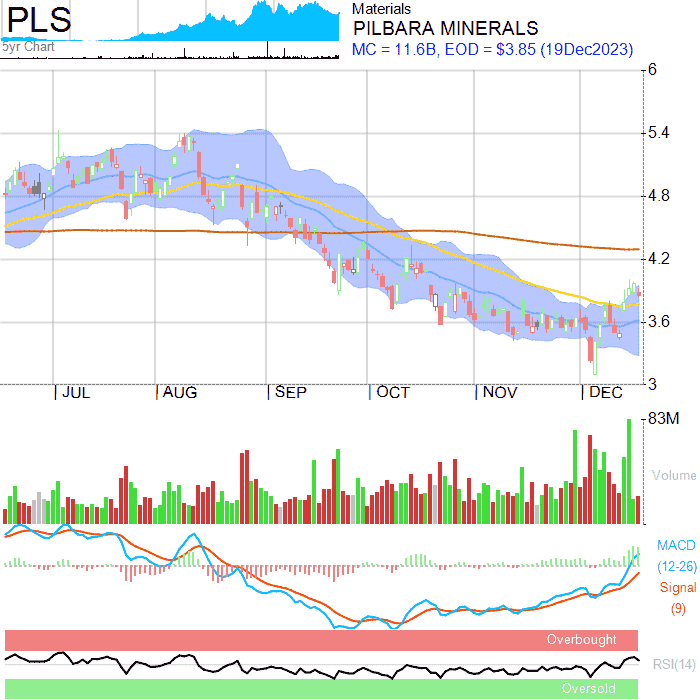 PLS
5yr Chart
Materials
PILBARA MINERALS
MC = 11.6B, EOD = $3.85 (19Dec2023)
6
5.4
4.8
4.2
3.6
3
JUL AUG SEP OCT NOV DEC
83M
Volume
MACD
(12-26)
Signal
(9)
Overbought
RSI(14)
Oversold